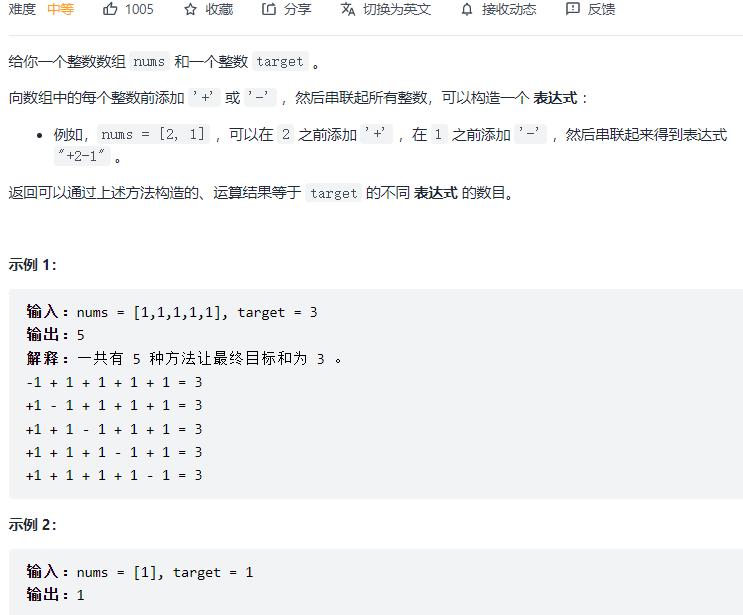 难度 中等 1005 收藏 分享 切换为英文 接收动态 反馈
给你一个整数数组 nums 和一个整数 target 。
向数组中的每个整数前添加 '+' 或 '-' ，然后串联起所有整数，可以构造一个 表达式 ：
例如，nums = [2, 1] ，可以在 2 之前添加 '+' ，在 1 之前添加 '-' ，然后串联起来得到表达式
"+2-1" 。
返回可以通过上述方法构造的、运算结果等于 target 的不同 表达式 的数目。
示例 1：
输入：nums = [1,1,1,1,1], target = 3
输出：5
解释：一共有 5 种方法让最终目标和为 3 。
-1 + 1 + 1 + 1 + 1 = 3
+1 - 1 + 1 + 1 + 1 = 3
+1 + 1 - 1 + 1 + 1 = 3
+1 + 1 + 1 - 1 + 1 = 3
+1 + 1 + 1 + 1 - 1 = 3
示例 2：
输入：nums = [1], target = 1
输出：1